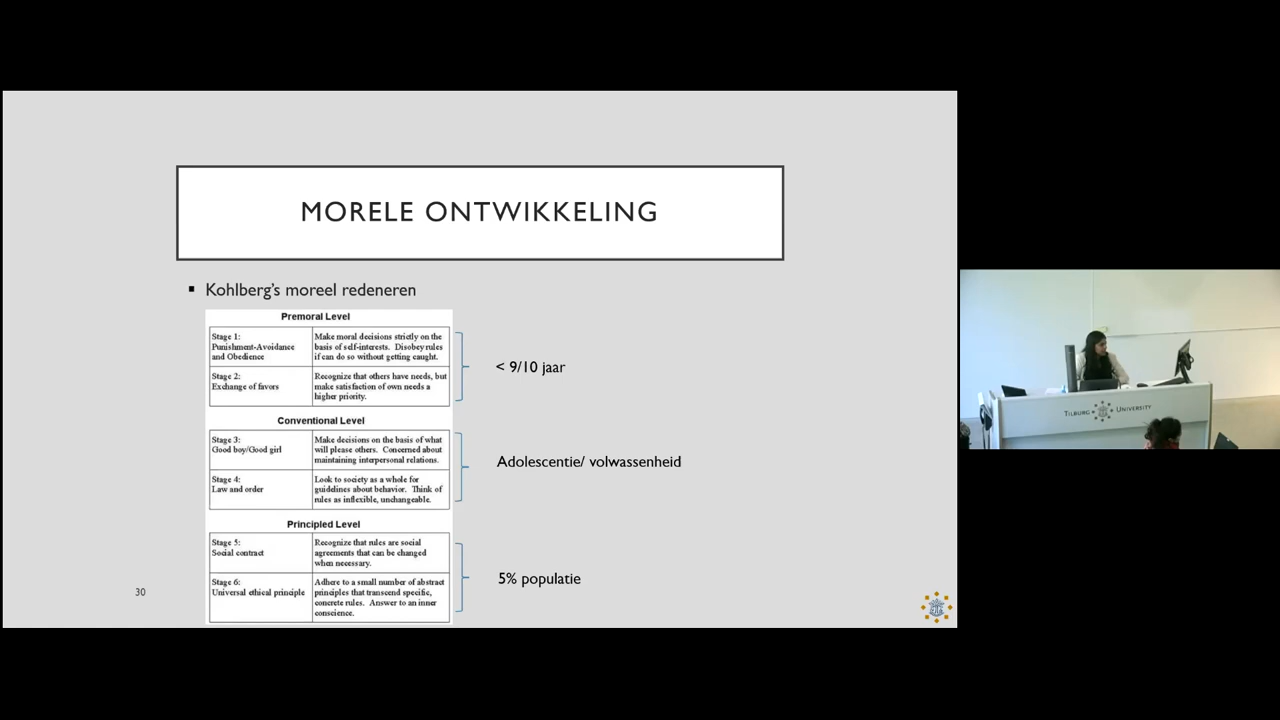 MORELE ONTWIKKELING
▪ Kohlberg's moreel redeneren
Premoral Level
Stage 1:
Punishment-Avoidance
and Obedience
Make moral decisions strictly on the
basis of self-interests. Disobey rules
if can do so without getting caught.
Stage 2:
Exchange of favors
Recognize that others have needs, but
make satisfaction of own needs a
higher priority.
< 9/10 jaar
Conventional Level
Stage 3:
Good boy/Good girl
Make decisions on the basis of what
will please others. Concerned about
maintaining interpersonal relations.
Stage 4:
Law and order
Look to society as a whole for
guidelines about behavior. Think of
rules as inflexible, unchangeable.
Adolescentie/ volwassenheid
Principled Level
Stage 5:
Social contract
Recognize that rules are social
agreements that can be changed
when necessary.
Stage 6:
Universal ethical principle
Adhere to a small number of abstract
principles that transcend specific,
concrete rules. Answer to an inner
conscience.
5% populatie
30
TILBURG UNIVERSITY